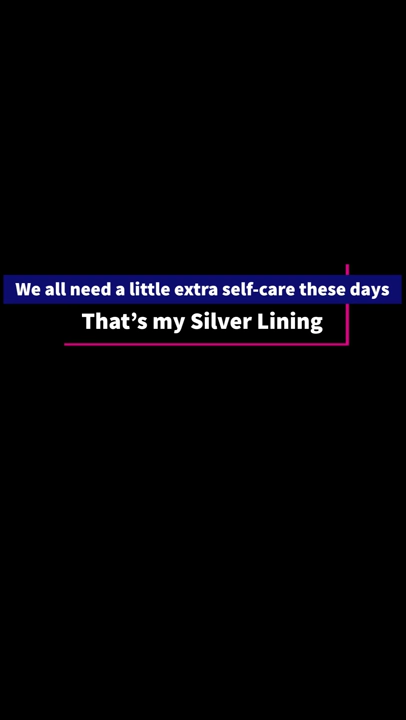 We all need a little extra self-care these days
That’s my Silver Lining